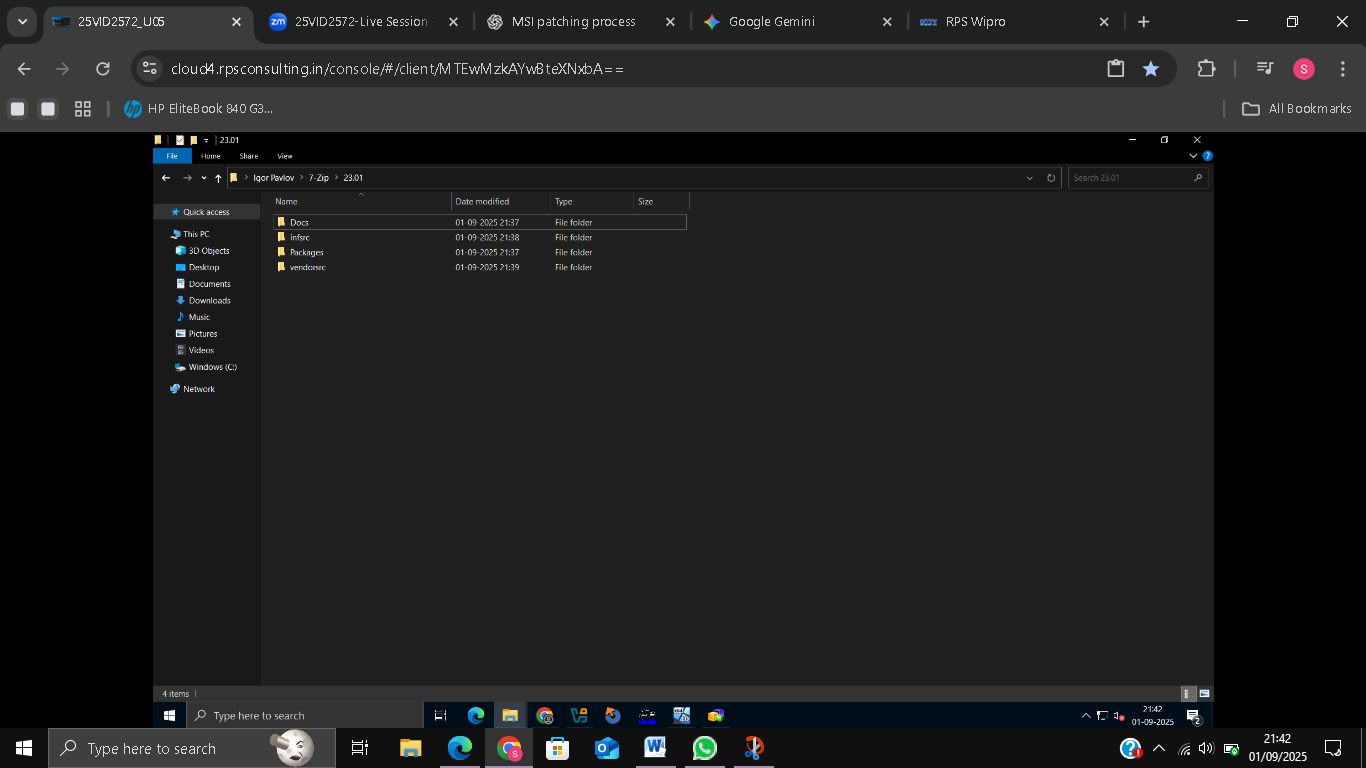 25VID2572_U05
25VID2572-Live Session -
MSI patching process
Google Gemini
RPS Wipro
cloud4.rpsconsulting.in/console/#/client/MTEwMzkAYwBteXNxbA==
S
HP EliteBook 840 G3...
All Bookmarks
23.01
File Home Share View
Igor Pavlov > 7-Zip > 23.01
Search 23.01
Name Date modified Type Size
Quick access
This PC
3D Objects
Desktop
Documents
Downloads
Music
Pictures
Videos
Windows (C:)
Network
Docs 01-09-2025 21:37 File folder
infsrc 01-09-2025 21:38 File folder
Packages 01-09-2025 21:37 File folder
vendorsrc 01-09-2025 21:39 File folder
4 items
Type here to search
21:42
01-09-2025
2
Type here to search
21:42
01/09/2025